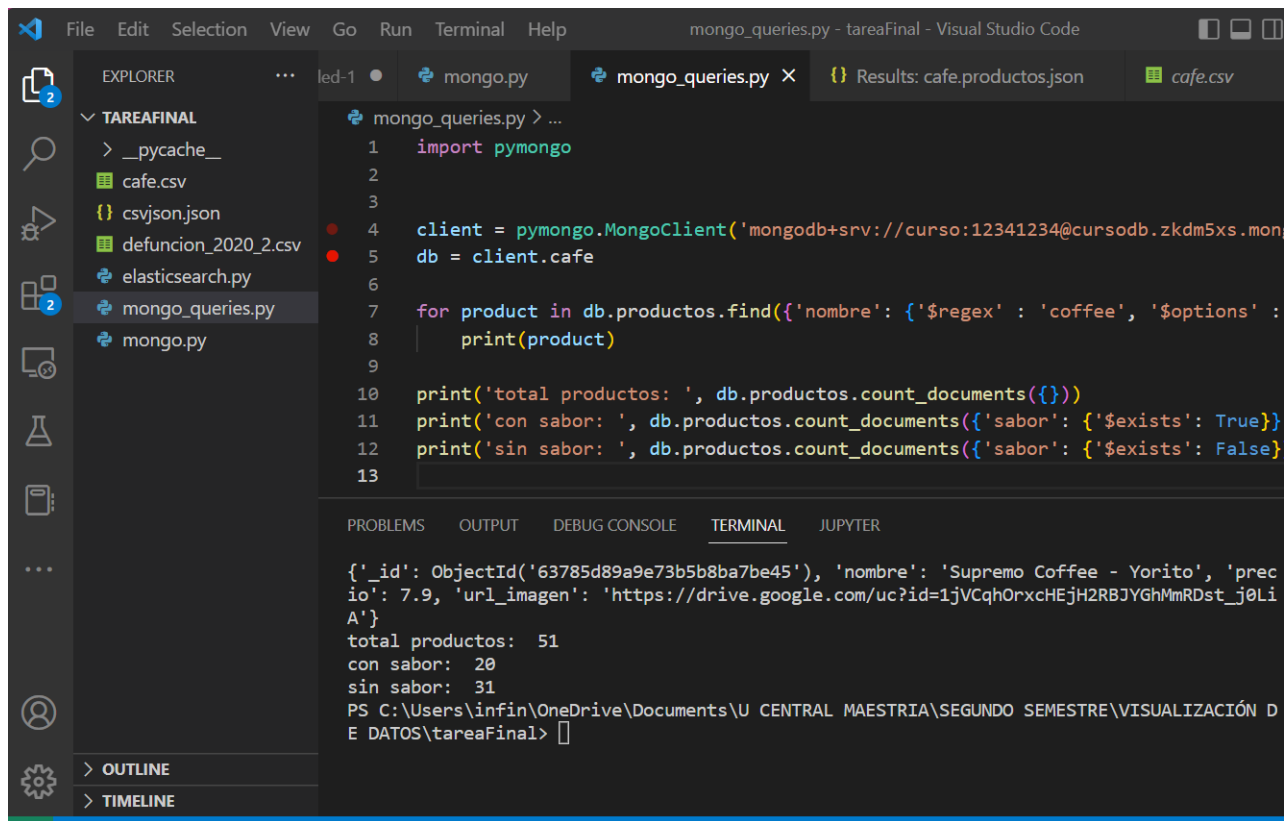 File Edit Selection View Go Run Terminal Help mongo_queries.py - tareaFinal - Visual Studio Code
EXPLORER ··· led-1 ● mongo.py mongo_queries.py × {} Results: cafe.productos.json cafe.csv
2
TAREAFINAL
mongo_queries.py > ...
> __pycache__
cafe.csv
{} csvjson.json
defuncion_2020_2.csv
elasticsearch.py
mongo_queries.py
mongo.py
2
1 import pymongo
2
3
4 client = pymongo.MongoClient('mongodb+srv://curso:12341234@cursodb.zkdm5xs.mong
5 db = client.cafe
6
7 for product in db.productos.find({'nombre': {'$regex' : 'coffee', '$options' :
8 print(product)
9
10 print('total productos: ', db.productos.count_documents({}))
11 print('con sabor: ', db.productos.count_documents({'sabor': {'$exists': True}}
12 print('sin sabor: ', db.productos.count_documents({'sabor': {'$exists': False}
13
PROBLEMS OUTPUT DEBUG CONSOLE TERMINAL JUPYTER
{'_id': ObjectId('63785d89a9e73b5b8ba7be45'), 'nombre': 'Supremo Coffee - Yorito', 'prec
io': 7.9, 'url_imagen': 'https://drive.google.com/uc?id=1jVCqhOrxcHEjH2RBJYGhMmRDst_j0Li
A'}
total productos:  51
con sabor:  20
sin sabor:  31
PS C:\Users\infin\OneDrive\Documents\U CENTRAL MAESTRIA\SEGUNDO SEMESTRE\VISUALIZACIÓN D
E DATOS\tareaFinal>
> OUTLINE
> TIMELINE